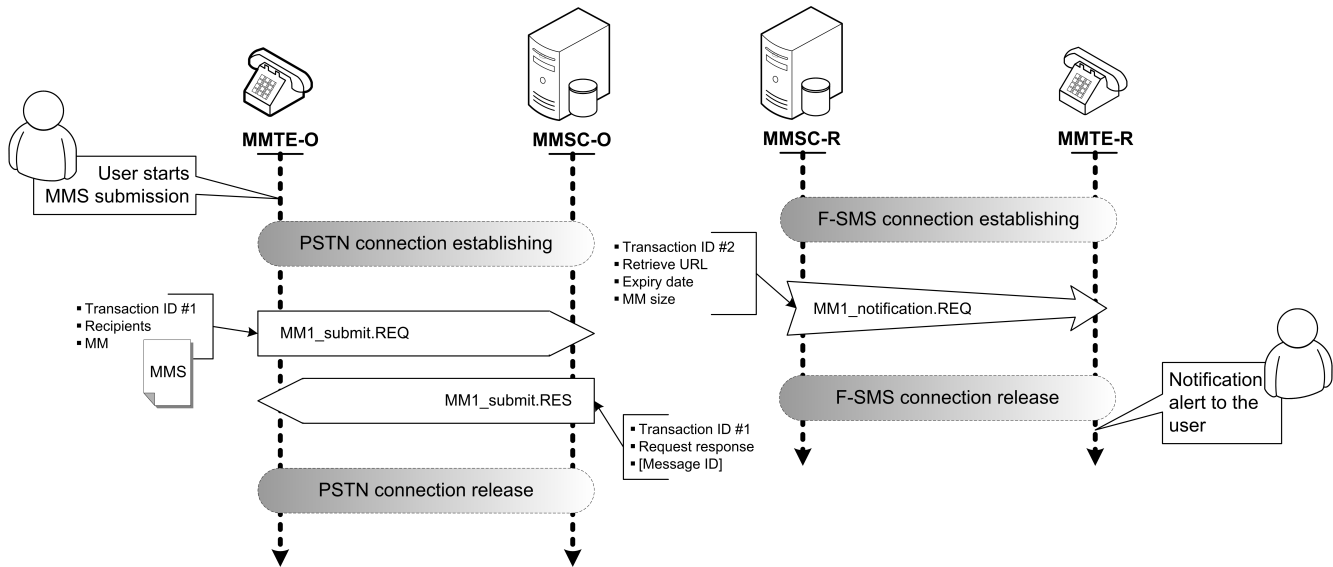 MMTE-O
MMSC-O
MMSC-R
MMTE-R
User starts
MMS submission
PSTN connection establishing
▪ Transaction ID #1
▪ Recipients
▪ MM
MMS
MM1_submit.REQ
MM1_submit.RES
▪ Transaction ID #1
▪ Request response
▪ [Message ID]
PSTN connection release
F-SMS connection establishing
▪ Transaction ID #2
▪ Retrieve URL
▪ Expiry date
▪ MM size
MM1_notification.REQ
F-SMS connection release
Notification
alert to the
user